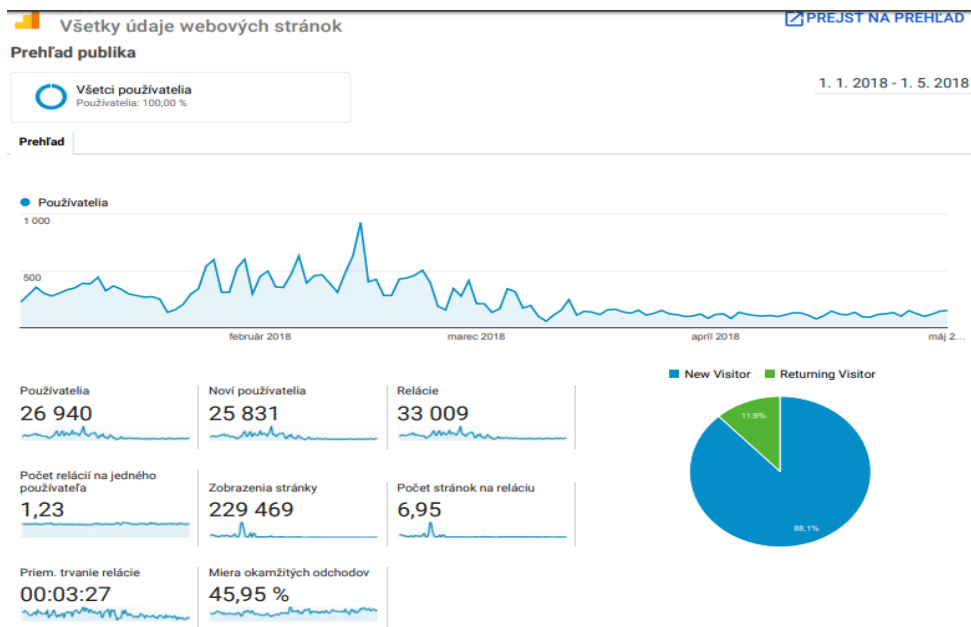 Všetky údaje webových stránok
PREJSŤ NA PREHĽAD
Prehľad publika
Všetci používatelia
Používatelia: 100,00 %
1. 1. 2018 - 1. 5. 2018
Prehľad
Používatelia
1 000
500
február 2018
marec 2018
apríl 2018
máj 2…
New Visitor
Returning Visitor
Používatelia
26 940
Noví používatelia
25 831
Relácie
33 009
11,9%
88,1%
Počet relácií na jedného
používateľa
1,23
Zobrazenia stránky
229 469
Počet stránok na reláciu
6,95
Priem. trvanie relácie
00:03:27
Miera okamžitých odchodov
45,95 %